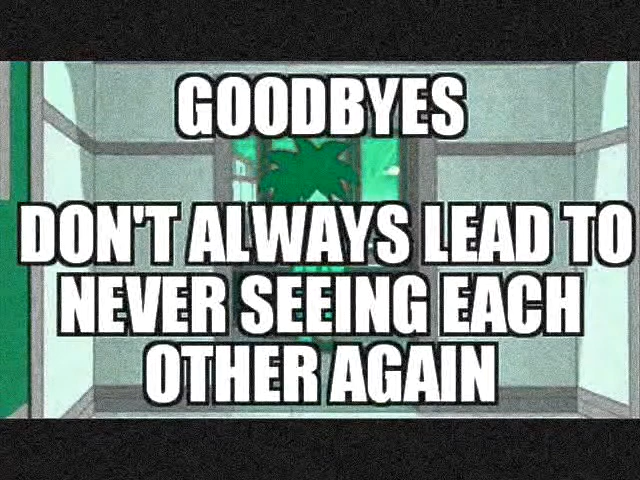 GOODBYES
DON'T ALWAYS LEAD TO
NEVER SEEING EACH
OTHER AGAIN